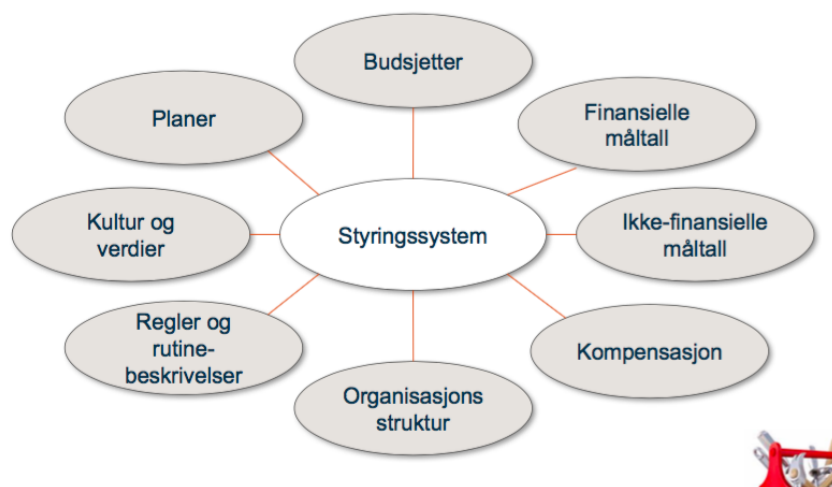 Budsjetter
Planer
Finansielle
måltall
Kultur og
verdier
Styringssystem
Ikke-finansielle
måltall
Regler og
rutine-
beskrivelser
Kompensasjon
Organisasjons
struktur